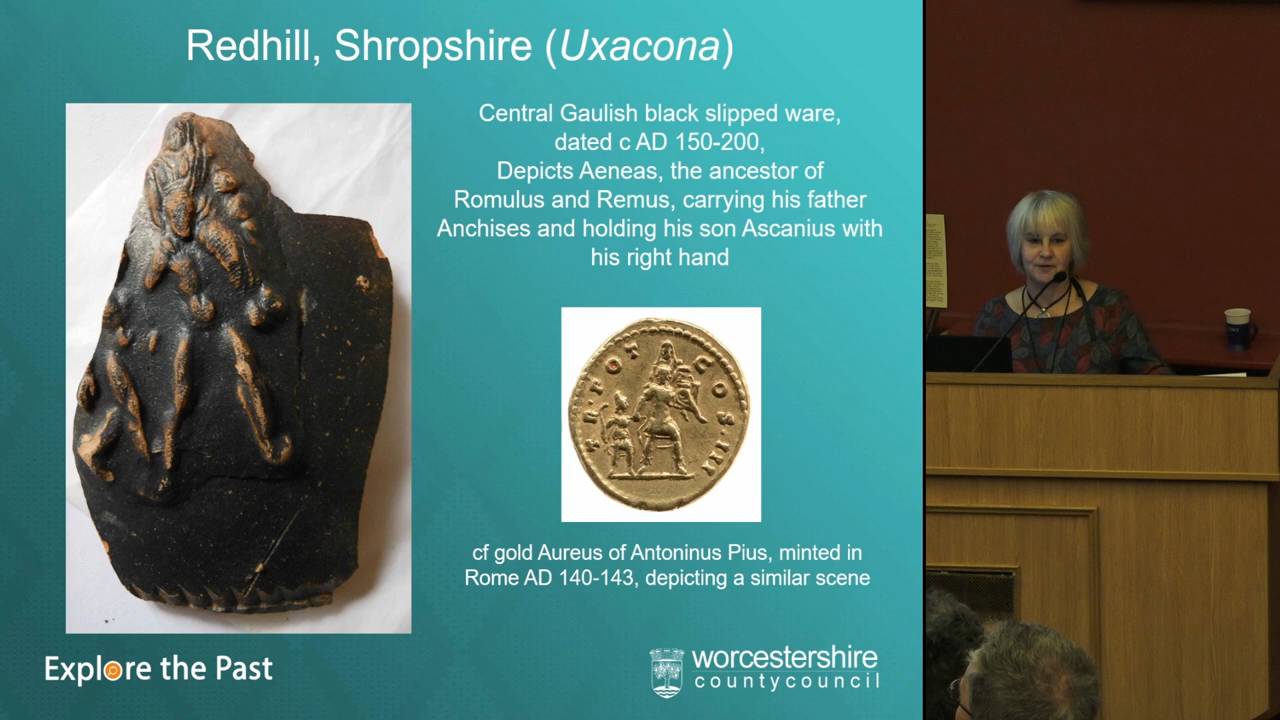 Redhill, Shropshire (Uxacona)
Central Gaulish black slipped ware,
dated c AD 150-200,
Depicts Aeneas, the ancestor of
Romulus and Remus, carrying his father
Anchises and holding his son Ascanius with
his right hand
TR·POT COS·III
cf gold Aureus of Antoninus Pius, minted in
Rome AD 140-143, depicting a similar scene
Explore the Past
worcestershire
countycouncil